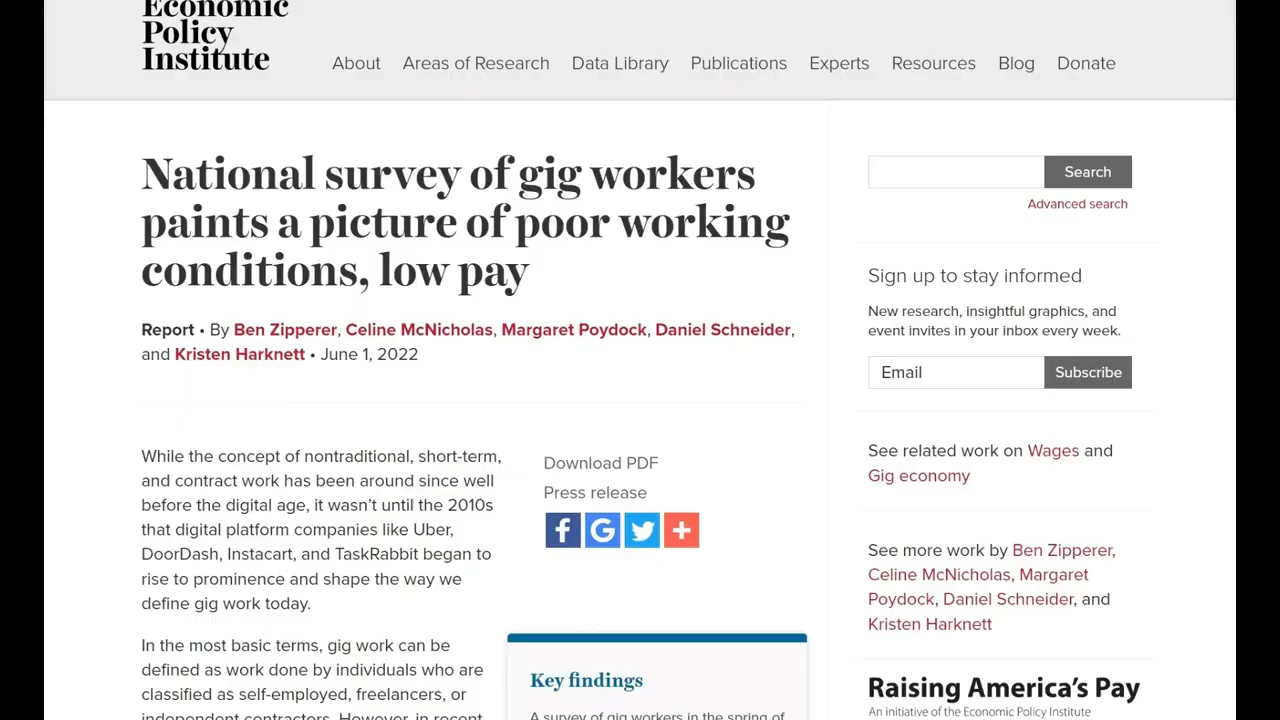 Economic
Policy
Institute
About Areas of Research Data Library Publications Experts Resources Blog Donate
National survey of gig workers
paints a picture of poor working
conditions, low pay
Report • By Ben Zipperer, Celine McNicholas, Margaret Poydock, Daniel Schneider,
and Kristen Harknett • June 1, 2022
While the concept of nontraditional, short-term,
and contract work has been around since well
before the digital age, it wasn’t until the 2010s
that digital platform companies like Uber,
DoorDash, Instacart, and TaskRabbit began to
rise to prominence and shape the way we
define gig work today.
In the most basic terms, gig work can be
defined as work done by individuals who are
classified as self-employed, freelancers, or
independent contractors. However, in recent
Download PDF
Press release
Key findings
A survey of gig workers in the spring of
Search
Advanced search
Sign up to stay informed
New research, insightful graphics, and
event invites in your inbox every week.
Email Subscribe
See related work on Wages and
Gig economy
See more work by Ben Zipperer,
Celine McNicholas, Margaret
Poydock, Daniel Schneider, and
Kristen Harknett
Raising America’s Pay
An initiative of the Economic Policy Institute